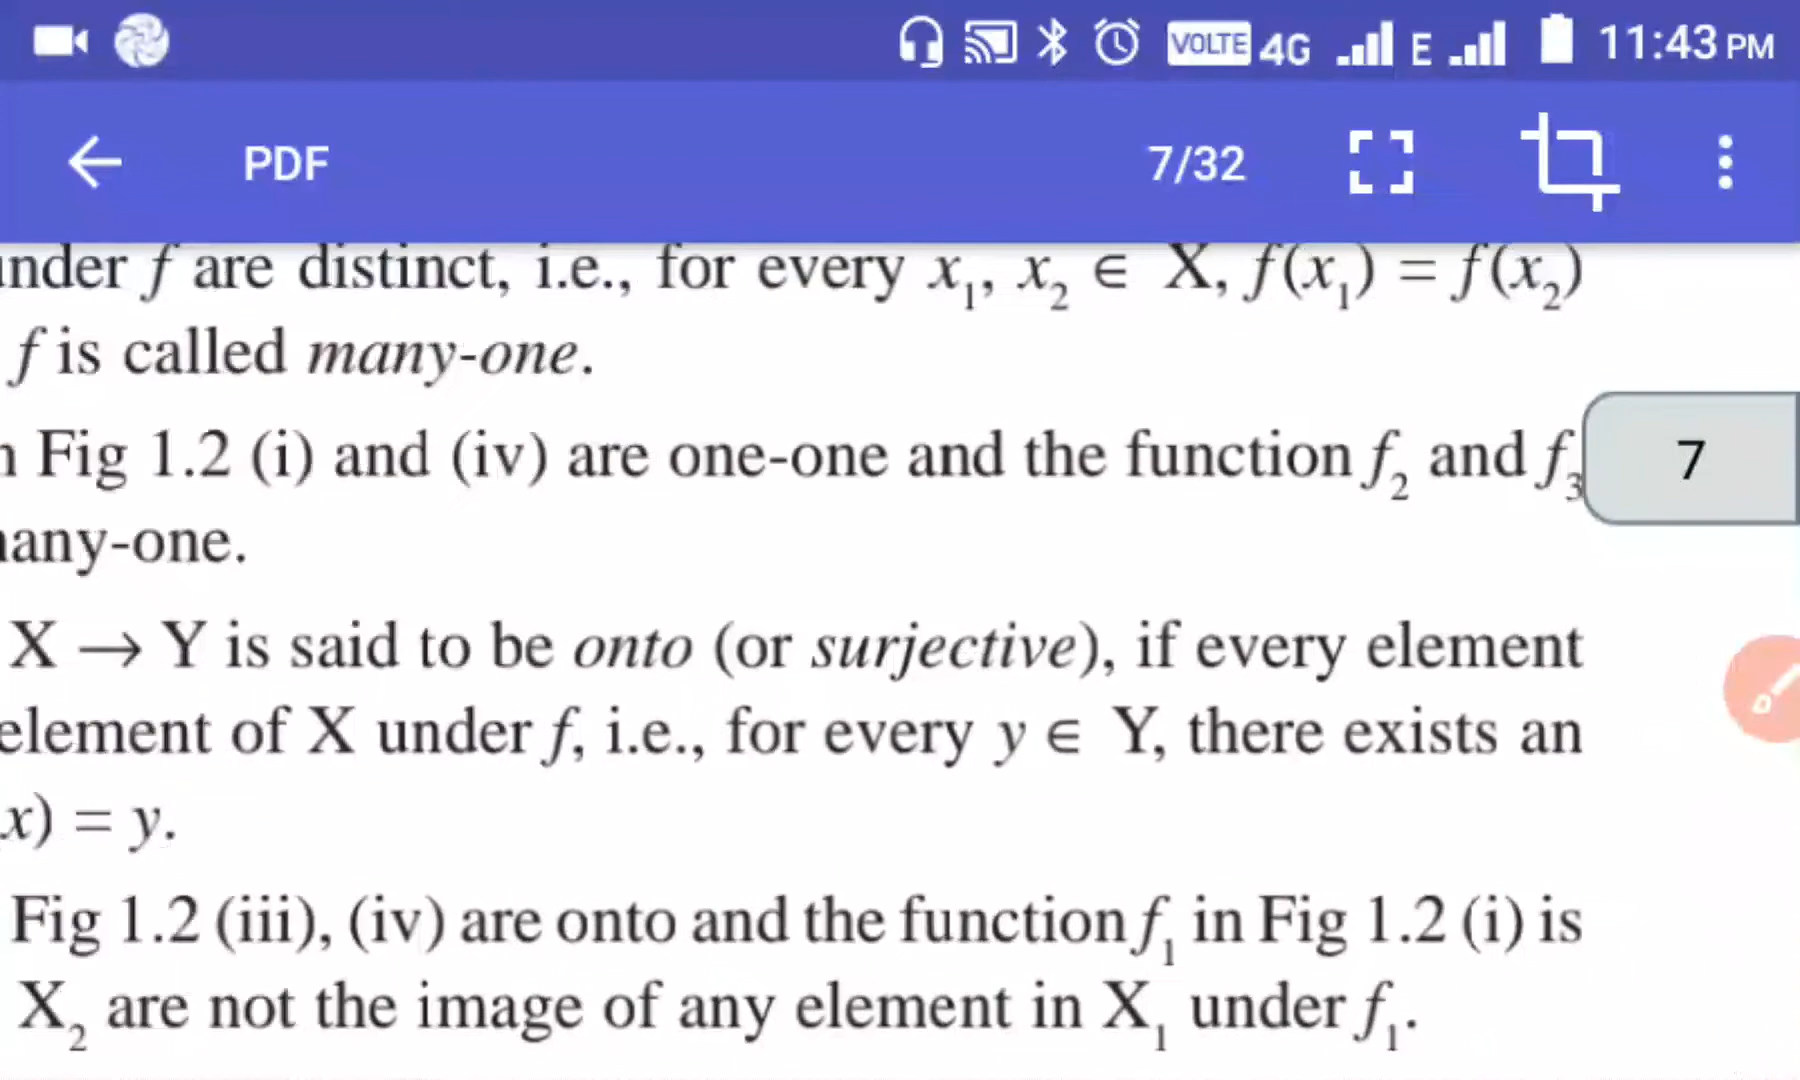 VOLTE 4G E 11:43 PM
PDF 7/32
under f are distinct, i.e., for every x₁, x₂ ∈ X, f(x₁) = f(x₂)
f is called many-one.
Fig 1.2 (i) and (iv) are one-one and the function f₂ and f₃
7
many-one.
X → Y is said to be onto (or surjective), if every element
element of X under f, i.e., for every y ∈ Y, there exists an
x) = y.
Fig 1.2 (iii), (iv) are onto and the function f₁ in Fig 1.2 (i) is
X₂ are not the image of any element in X₁ under f₁.